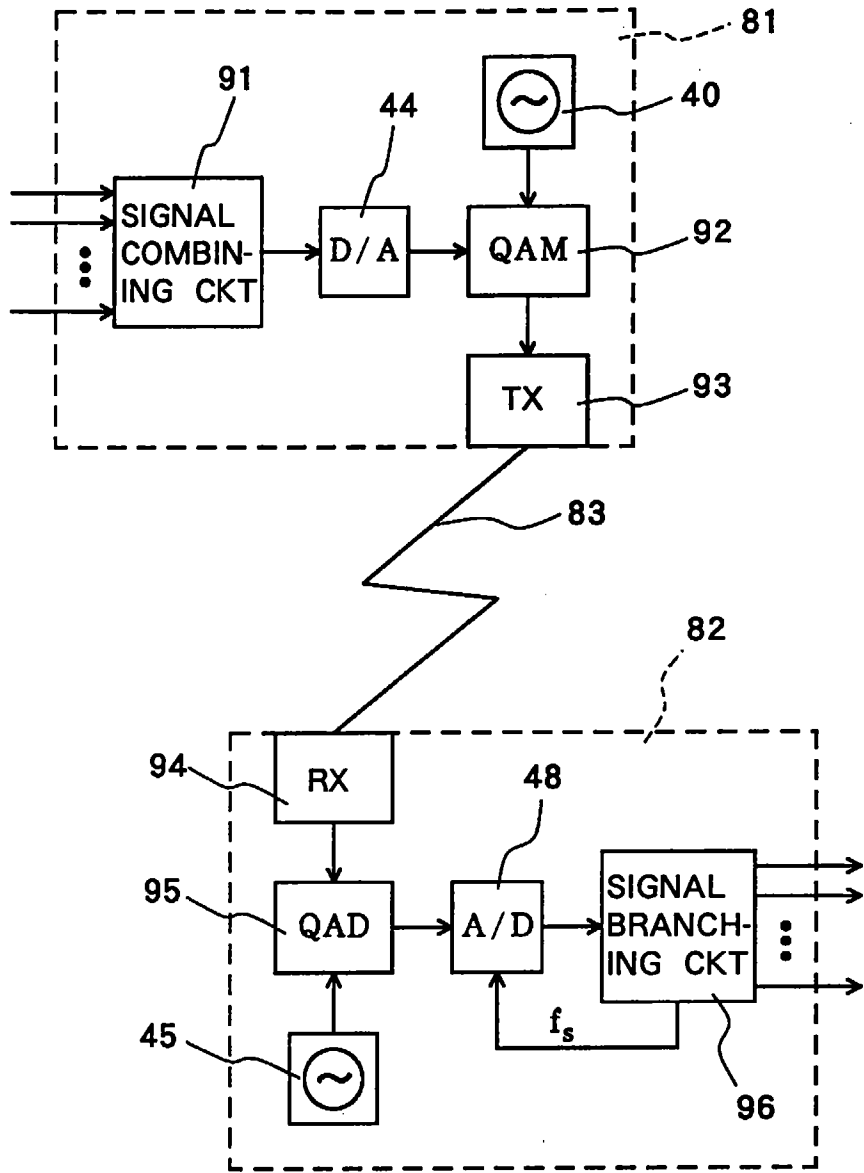 81
91
44
40
SIGNAL
COMBIN-
ING CKT
D/A
QAM
92
TX
93
83
82
94
RX
48
95
QAD
A/D
SIGNAL
BRANCH-
ING CKT
45
fs
96